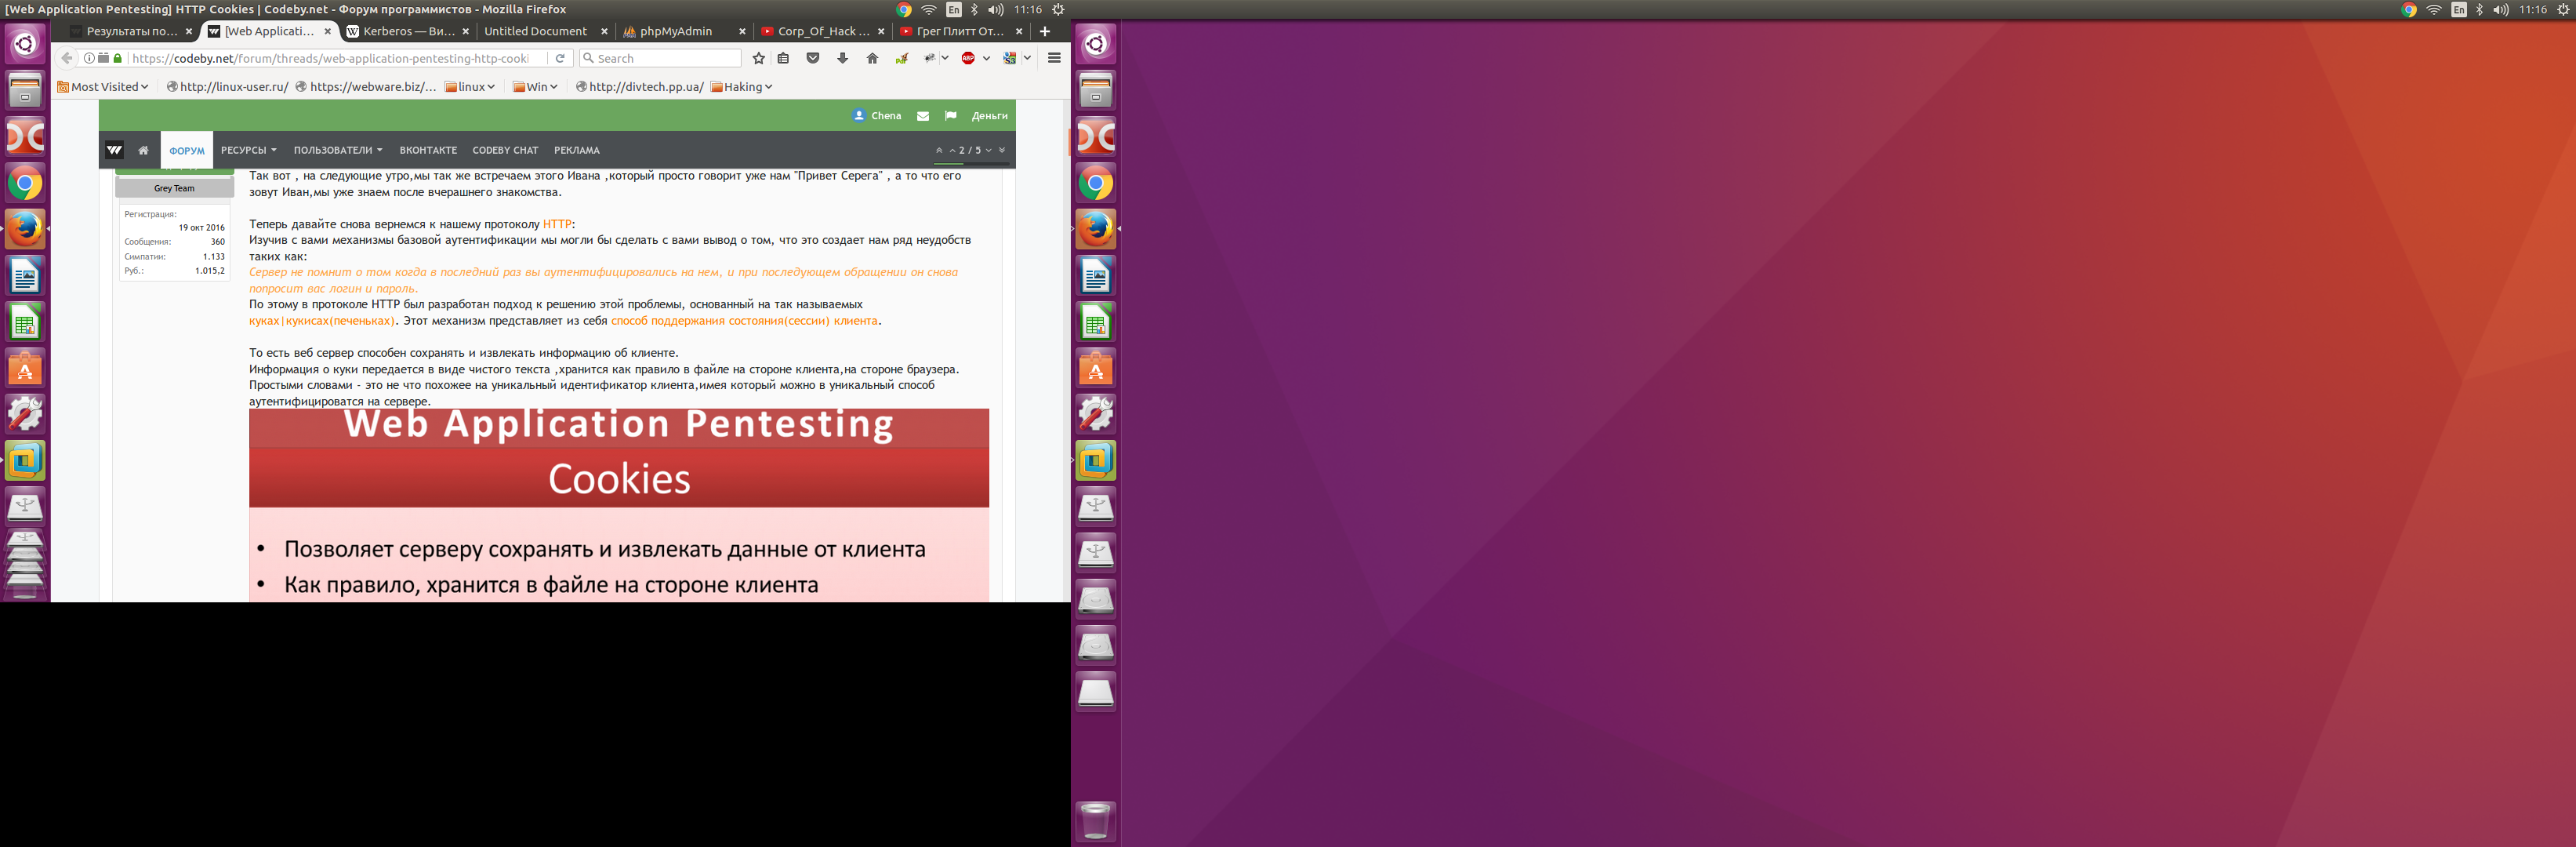 [Web Application Pentesting] HTTP Cookies | Codeby.net - Форум программистов - Mozilla Firefox
En
11:16
En
11:16
Результаты по...
[Web Applicati...
Kerberos — Ви...
Untitled Document
phpMyAdmin
Corp_Of_Hack ...
Грег Плитт От...
https://codeby.net/forum/threads/web-application-pentesting-http-cooki
Search
ABP
Most Visited
http://linux-user.ru/
https://webware.biz/...
linux
Win
http://divtech.pp.ua/
Haking
Chena
Деньги
ФОРУМ
РЕСУРСЫ
ПОЛЬЗОВАТЕЛИ
ВКОНТАКТЕ
CODEBY CHAT
РЕКЛАМА
2 / 5
Grey Team
Регистрация:
19 окт 2016
Сообщения: 360
Симпатии: 1.133
Руб.: 1.015,2
Так вот , на следующие утро,мы так же встречаем этого Ивана ,который просто говорит уже нам "Привет Серега" , а то что его
зовут Иван,мы уже знаем после вчерашнего знакомства.
Теперь давайте снова вернемся к нашему протоколу HTTP:
Изучив с вами механизмы базовой аутентификации мы могли бы сделать с вами вывод о том, что это создает нам ряд неудобств
таких как:
Сервер не помнит о том когда в последний раз вы аутентифицировались на нем, и при последующем обращении он снова
попросит вас логин и пароль.
По этому в протоколе HTTP был разработан подход к решению этой проблемы, основанный на так называемых
куках|кукисах(печеньках). Этот механизм представляет из себя способ поддержания состояния(сессии) клиента.
То есть веб сервер способен сохранять и извлекать информацию об клиенте.
Информация о куки передается в виде чистого текста ,хранится как правило в файле на стороне клиента,на стороне браузера.
Простыми словами - это не что похожее на уникальный идентификатор клиента,имея который можно в уникальный способ
аутентифицироватся на сервере.
Web Application Pentesting
Cookies
• Позволяет серверу сохранять и извлекать данные от клиента
• Как правило, хранится в файле на стороне клиента